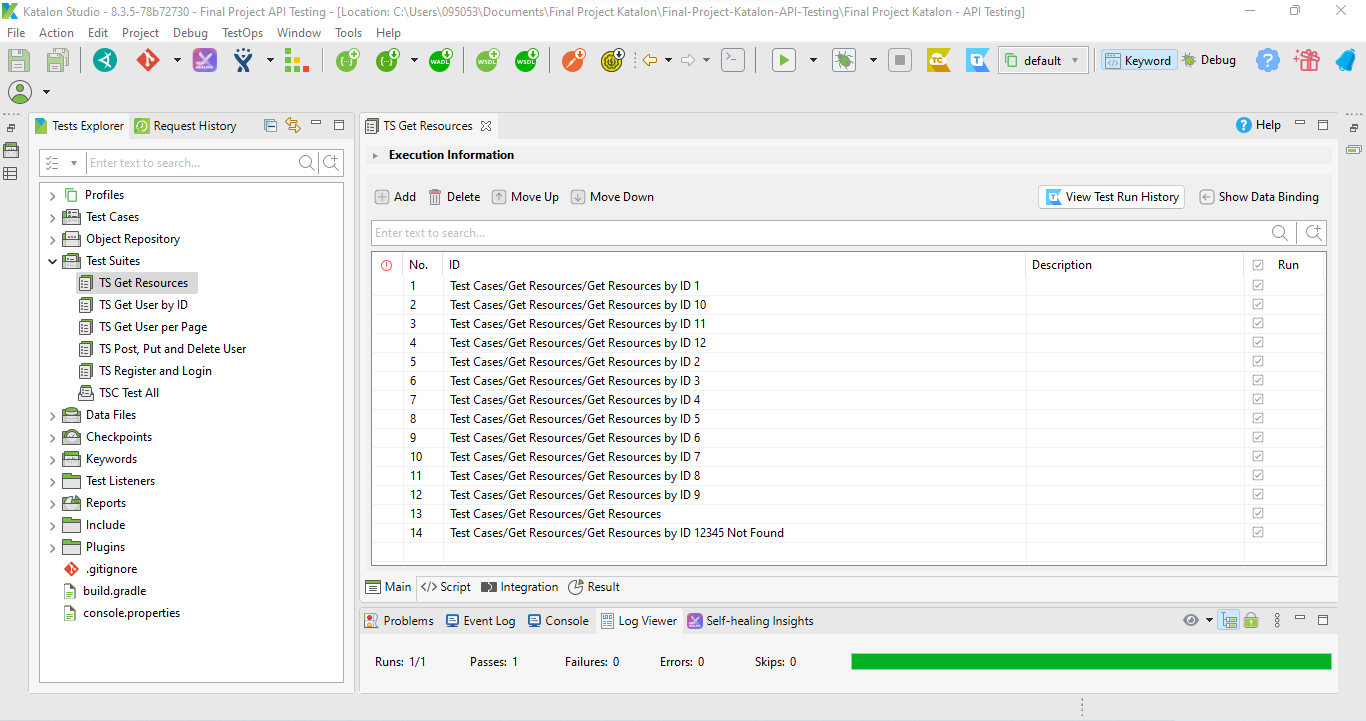 Katalon Studio - 8.3.5-78b72730 - Final Project API Testing - [Location: C:\Users\095053\Documents\Final Project Katalon\Final-Project-Katalon-API-Testing\Final Project Katalon - API Testing]
File Action Edit Project Debug TestOps Window Tools Help
WADL WSDL WSDL TC T default Keyword Debug
Tests Explorer Request History
TS Get Resources Help
Enter text to search...
Execution Information
Add Delete Move Up Move Down View Test Run History Show Data Binding
Enter text to search...
Profiles
Test Cases
Object Repository
Test Suites
TS Get Resources
TS Get User by ID
TS Get User per Page
TS Post, Put and Delete User
TS Register and Login
TSC Test All
Data Files
Checkpoints
Keywords
Test Listeners
Reports
Include
Plugins
.gitignore
build.gradle
console.properties
No. ID Description Run
1 Test Cases/Get Resources/Get Resources by ID 1
2 Test Cases/Get Resources/Get Resources by ID 10
3 Test Cases/Get Resources/Get Resources by ID 11
4 Test Cases/Get Resources/Get Resources by ID 12
5 Test Cases/Get Resources/Get Resources by ID 2
6 Test Cases/Get Resources/Get Resources by ID 3
7 Test Cases/Get Resources/Get Resources by ID 4
8 Test Cases/Get Resources/Get Resources by ID 5
9 Test Cases/Get Resources/Get Resources by ID 6
10 Test Cases/Get Resources/Get Resources by ID 7
11 Test Cases/Get Resources/Get Resources by ID 8
12 Test Cases/Get Resources/Get Resources by ID 9
13 Test Cases/Get Resources/Get Resources
14 Test Cases/Get Resources/Get Resources by ID 12345 Not Found
Main Script Integration Result
Problems Event Log Console Log Viewer Self-healing Insights
Runs: 1/1 Passes: 1 Failures: 0 Errors: 0 Skips: 0